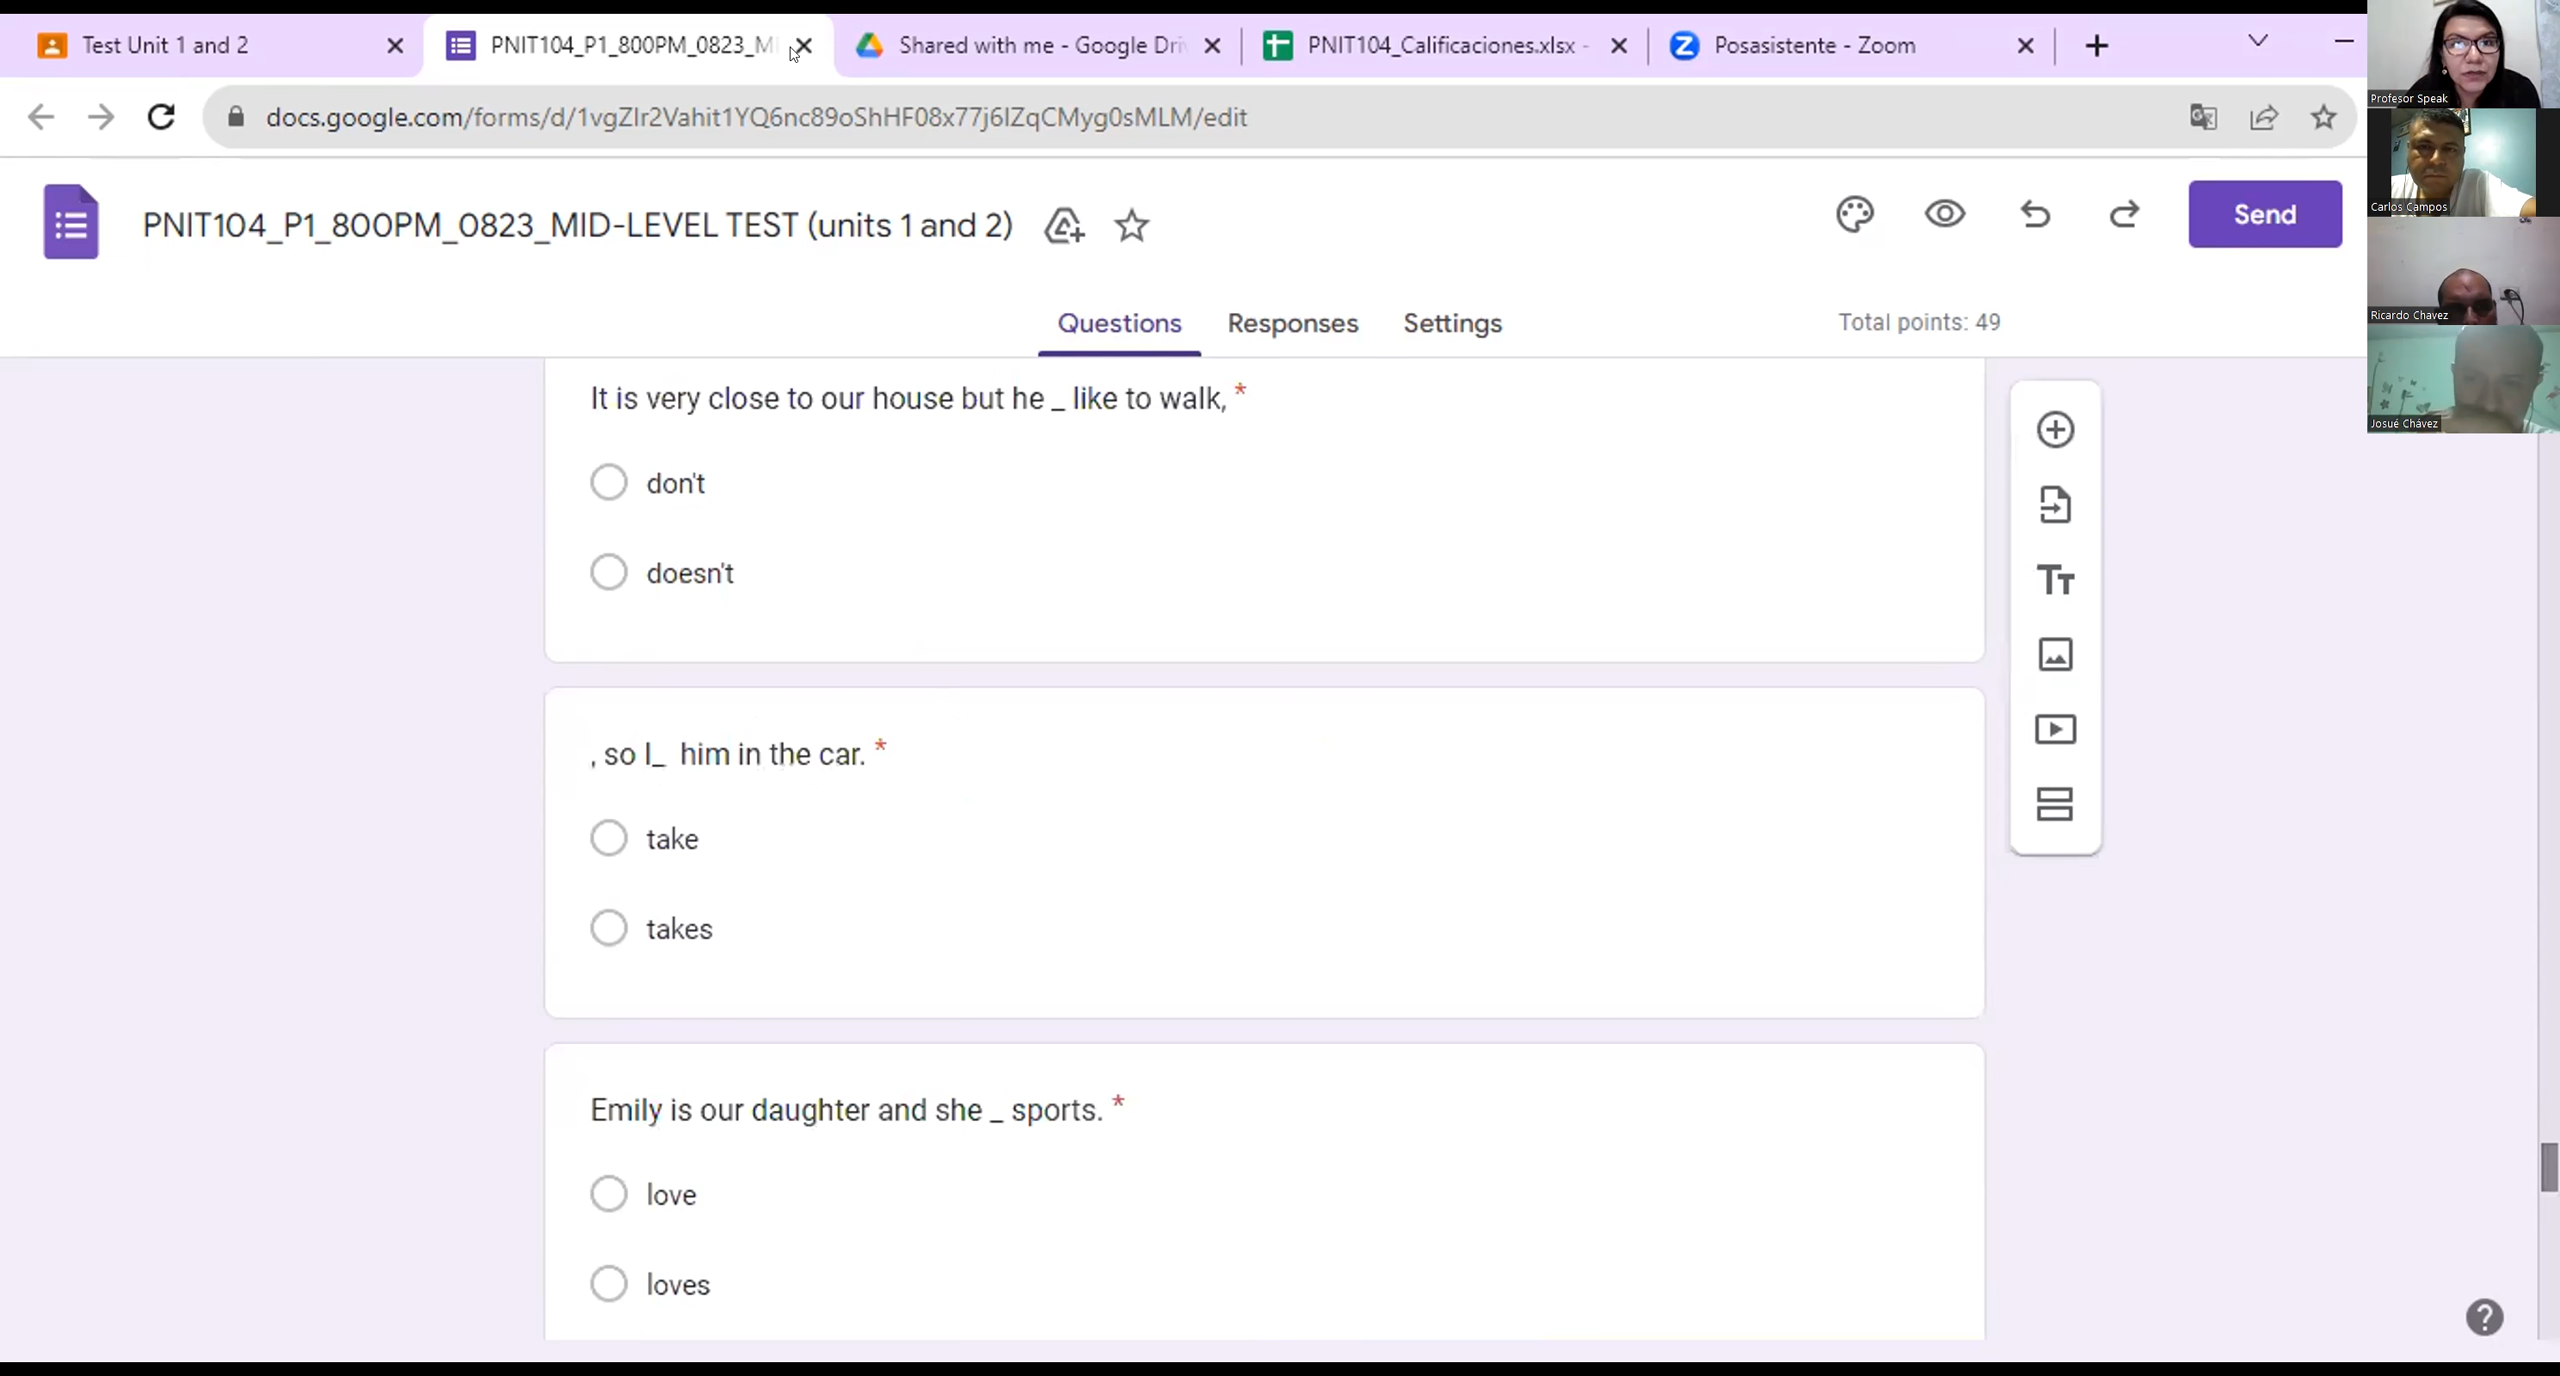 Test Unit 1 and 2
PNIT104_P1_800PM_0823_MI
Shared with me - Google Dri
PNIT104_Calificaciones.xlsx -
Posasistente - Zoom
docs.google.com/forms/d/1vgZIr2Vahit1YQ6nc89oShHF08x77j6IZqCMyg0sMLM/edit
PNIT104_P1_800PM_0823_MID-LEVEL TEST (units 1 and 2)
Send
Questions
Responses
Settings
Total points: 49
It is very close to our house but he _ like to walk, *
don't
doesn't
, so I_ him in the car. *
take
takes
Emily is our daughter and she _ sports. *
love
loves
Profesor Speak
Carlos Campos
Ricardo Chavez
Josué Chávez